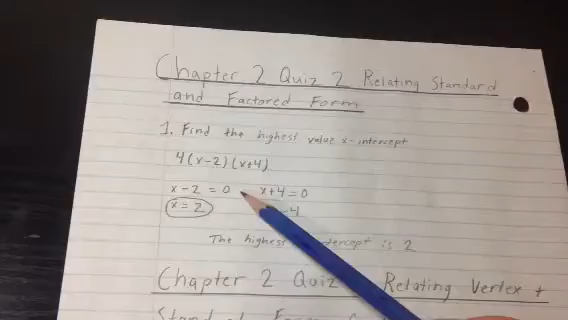 Chapter 2 Quiz 2 Relating Standard
and Factored Form
1. Find the highest value x-intercept
4(x-2)(x+4)
x-2 = 0 x+4=0
x=2 -4
The highest is 2
Chapter 2 Quiz Relating Vertex +